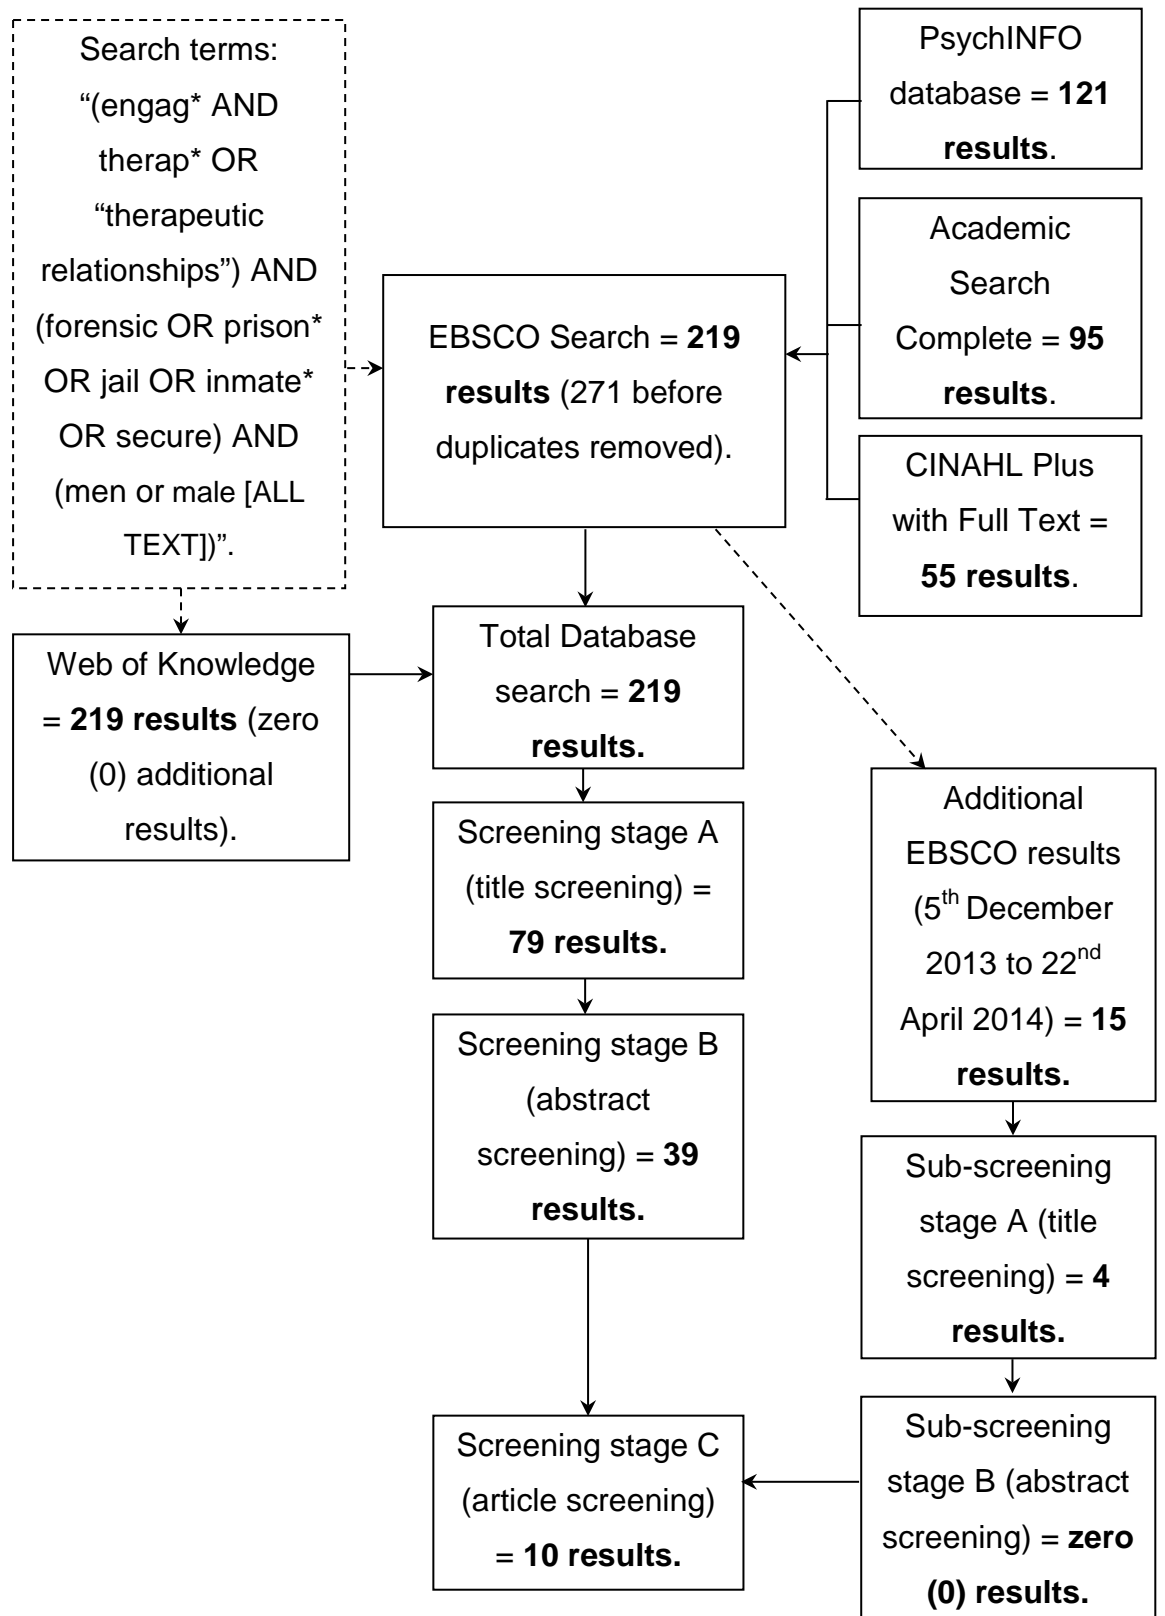 Search terms:
“(engag* AND
therap* OR
“therapeutic
relationships”) AND
(forensic OR prison*
OR jail OR inmate*
OR secure) AND
(men or male [ALL
TEXT])”.
PsychINFO
database = 121
results.
Academic
Search
Complete = 95
results.
CINAHL Plus
with Full Text =
55 results.
EBSCO Search = 219
results (271 before
duplicates removed).
Web of Knowledge
= 219 results (zero
(0) additional
results).
Total Database
search = 219
results.
Screening stage A
(title screening) =
79 results.
Screening stage B
(abstract
screening) = 39
results.
Additional
EBSCO results
(5th December
2013 to 22nd
April 2014) = 15
results.
Sub-screening
stage A (title
screening) = 4
results.
Sub-screening
stage B (abstract
screening) = zero
(0) results.
Screening stage C
(article screening)
= 10 results.